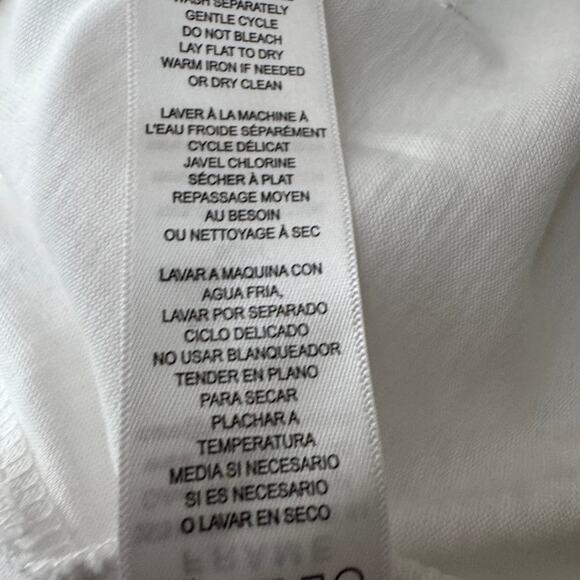 WASH SEPARATELY
GENTLE CYCLE
DO NOT BLEACH
LAY FLAT TO DRY
WARM IRON IF NEEDED
OR DRY CLEAN
LAVER À LA MACHINE À
L'EAU FROIDE SÉPARÉMENT
CYCLE DÉLICAT
JAVEL CHLORINE
SÉCHER À PLAT
REPASSAGE MOYEN
AU BESOIN
OU NETTOYAGE À SEC
LAVAR A MAQUINA CON
AGUA FRIA,
LAVAR POR SEPARADO
CICLO DELICADO
NO USAR BLANQUEADOR
TENDER EN PLANO
PARA SECAR
PLACHAR A
TEMPERATURA
MEDIA SI NECESARIO
SI ES NECESARIO
O LAVAR EN SECO
FRAME